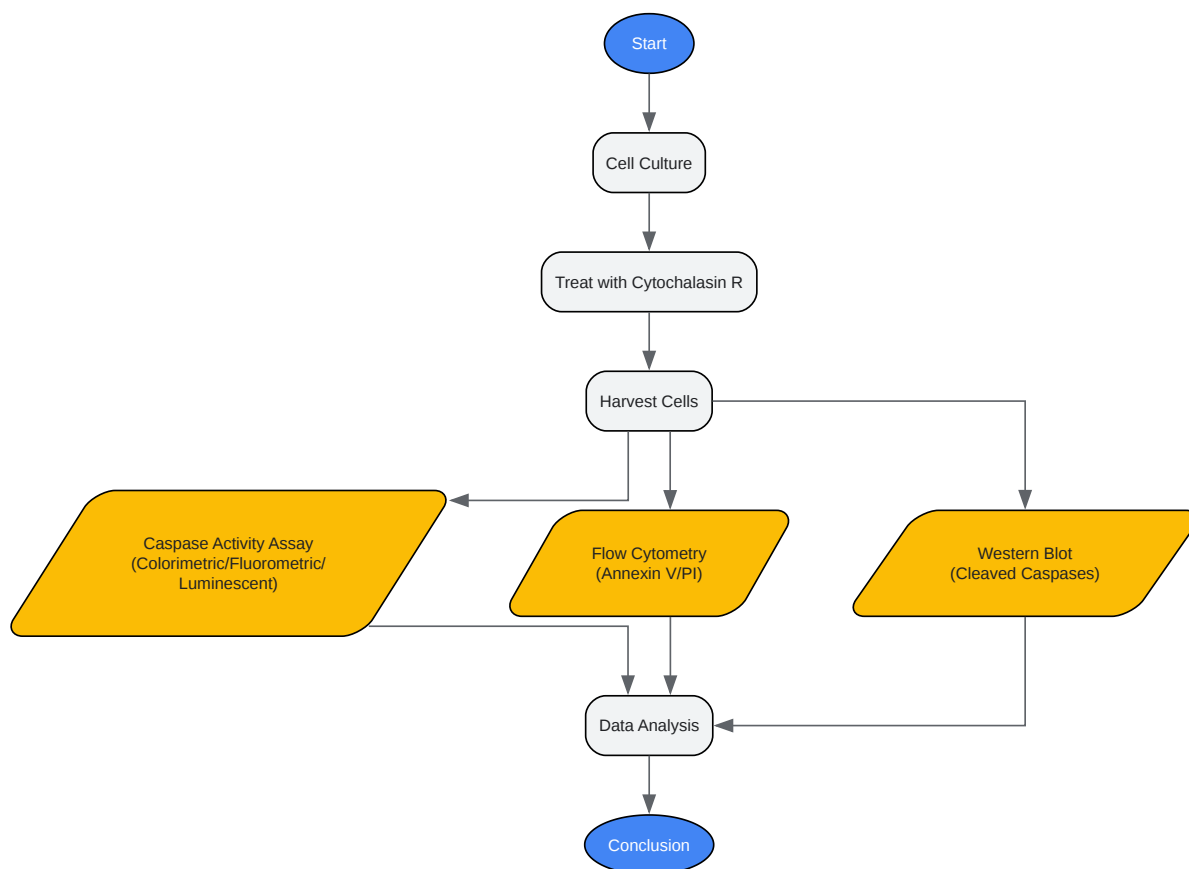 Start
Cell Culture
Treat with Cytochalasin R
Harvest Cells
Caspase Activity Assay
(Colorimetric/Fluorometric/
Luminescent)
Flow Cytometry
(Annexin V/PI)
Western Blot
(Cleaved Caspases)
Data Analysis
Conclusion